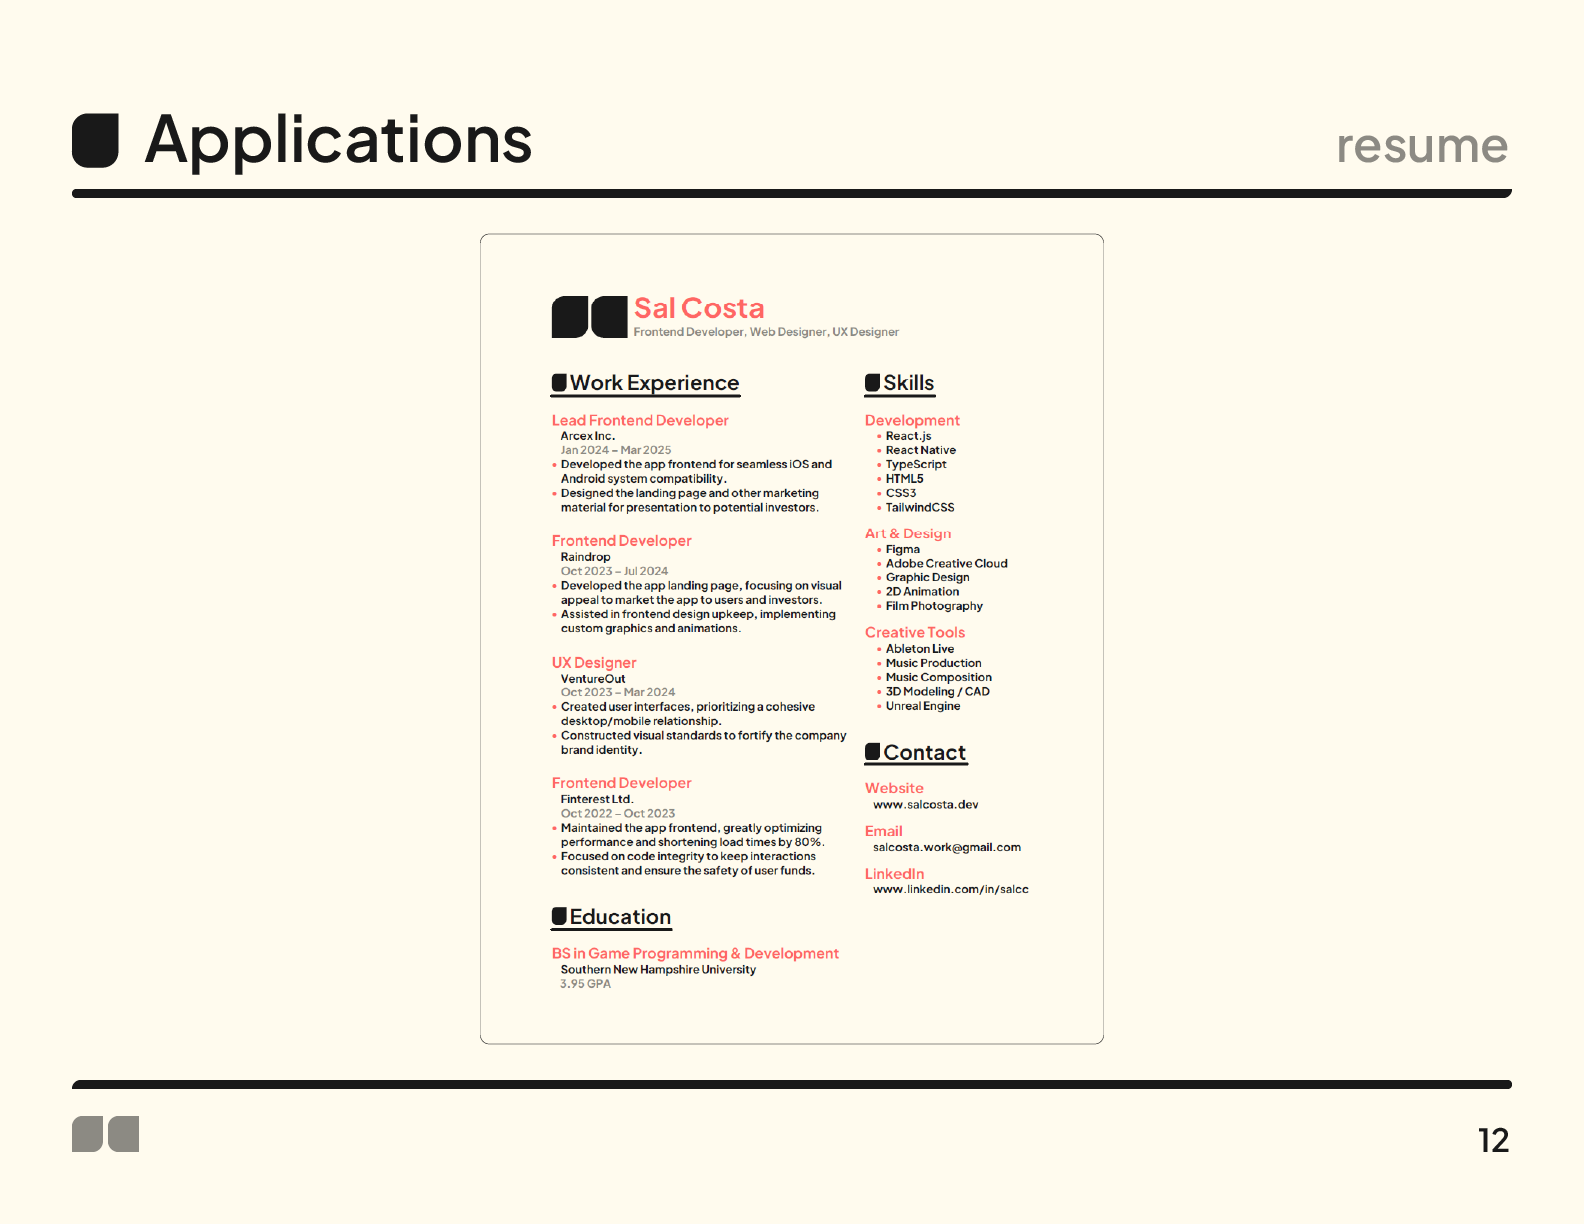 Applications
resume
Sal Costa
Frontend Developer, Web Designer, UX Designer
Work Experience
Lead Frontend Developer
Arcex Inc.
Jan 2024 – Mar 2025
• Developed the app frontend for seamless iOS and
Android system compatibility.
• Designed the landing page and other marketing
material for presentation to potential investors.
Frontend Developer
Raindrop
Oct 2023 – Jul 2024
• Developed the app landing page, focusing on visual
appeal to market the app to users and investors.
• Assisted in frontend design upkeep, implementing
custom graphics and animations.
UX Designer
VentureOut
Oct 2023 – Mar 2024
• Created user interfaces, prioritizing a cohesive
desktop/mobile relationship.
• Constructed visual standards to fortify the company
brand identity.
Frontend Developer
Finterest Ltd.
Oct 2022 – Oct 2023
• Maintained the app frontend, greatly optimizing
performance and shortening load times by 80%.
• Focused on code integrity to keep interactions
consistent and ensure the safety of user funds.
Education
BS in Game Programming & Development
Southern New Hampshire University
3.95 GPA
Skills
Development
• React.js
• React Native
• TypeScript
• HTML5
• CSS3
• TailwindCSS
Art & Design
• Figma
• Adobe Creative Cloud
• Graphic Design
• 2D Animation
• Film Photography
Creative Tools
• Ableton Live
• Music Production
• Music Composition
• 3D Modeling / CAD
• Unreal Engine
Contact
Website
www.salcosta.dev
Email
salcosta.work@gmail.com
LinkedIn
www.linkedin.com/in/salcc
12